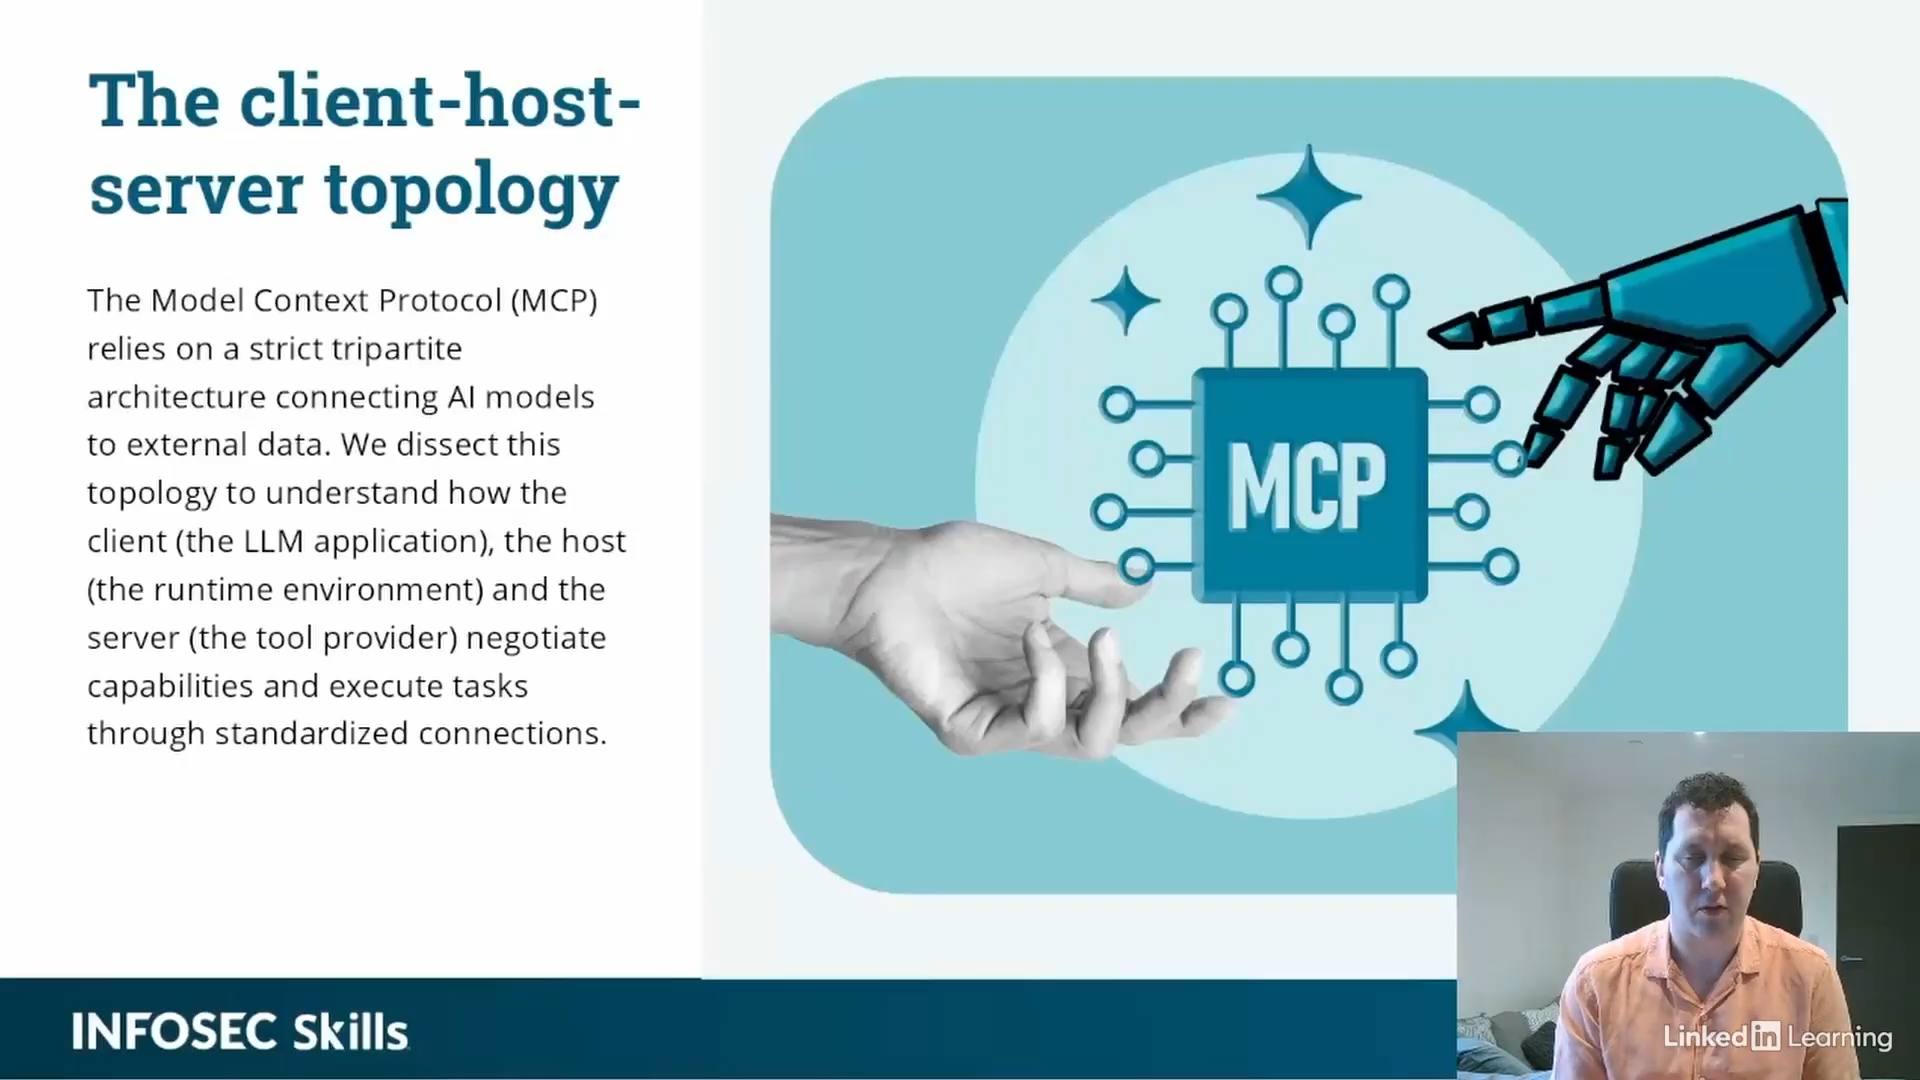 The client-host-
server topology
The Model Context Protocol (MCP)
relies on a strict tripartite
architecture connecting AI models
to external data. We dissect this
topology to understand how the
client (the LLM application), the host
(the runtime environment) and the
server (the tool provider) negotiate
capabilities and execute tasks
through standardized connections.
MCP
INFOSEC Skills
Linked in Learning